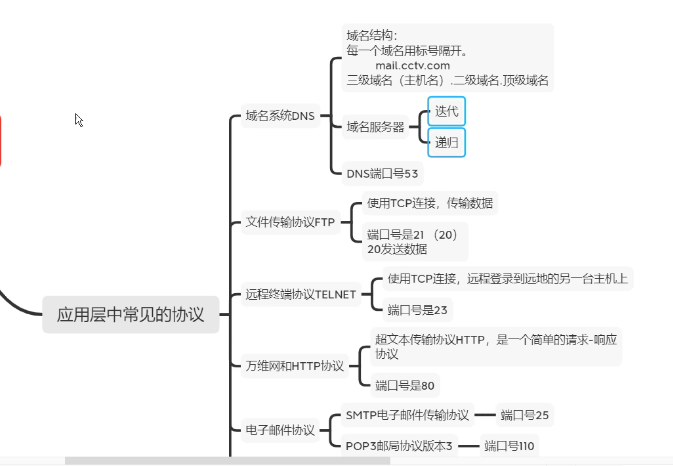 域名结构：
每一个域名用标号隔开。
mail.cctv.com
三级域名（主机名）.二级域名.顶级域名
域名系统DNS
域名服务器
迭代
递归
DNS端口号53
文件传输协议FTP
使用TCP连接，传输数据
端口号是21 （20）
20发送数据
应用层中常见的协议
远程终端协议TELNET
使用TCP连接，远程登录到远地的另一台主机上
端口号是23
万维网和HTTP协议
超文本传输协议HTTP，是一个简单的请求-响应
协议
端口号是80
电子邮件协议
SMTP电子邮件传输协议
端口号25
POP3邮局协议版本3
端口号110